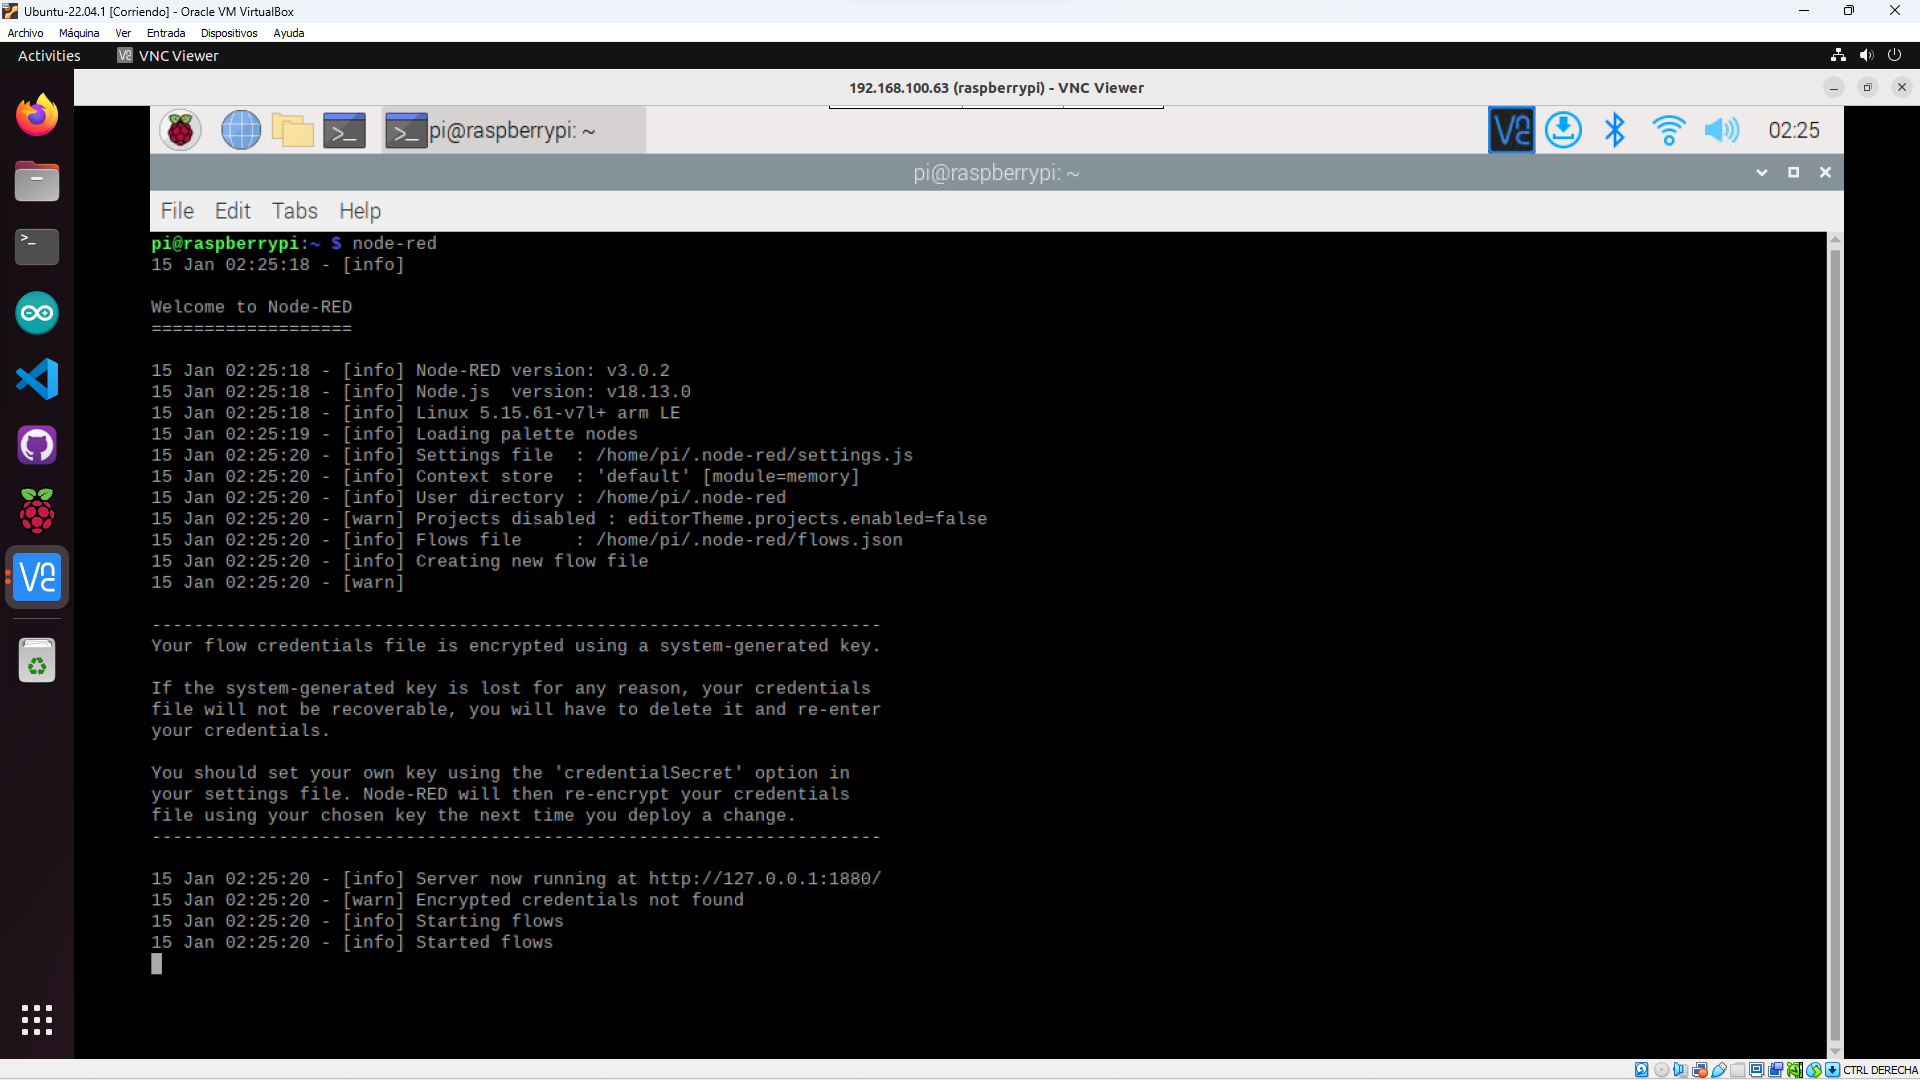 Ubuntu-22.04.1 [Corriendo] - Oracle VM VirtualBox
Archivo Máquina Ver Entrada Dispositivos Ayuda
Activities VNC Viewer
192.168.100.63 (raspberrypi) - VNC Viewer
pi@raspberrypi: ~ 02:25
pi@raspberrypi: ~
File Edit Tabs Help
pi@raspberrypi:~ $ node-red
15 Jan 02:25:18 - [info]
Welcome to Node-RED
===================
15 Jan 02:25:18 - [info] Node-RED version: v3.0.2
15 Jan 02:25:18 - [info] Node.js  version: v18.13.0
15 Jan 02:25:18 - [info] Linux 5.15.61-v7l+ arm LE
15 Jan 02:25:19 - [info] Loading palette nodes
15 Jan 02:25:20 - [info] Settings file  : /home/pi/.node-red/settings.js
15 Jan 02:25:20 - [info] Context store  : 'default' [module=memory]
15 Jan 02:25:20 - [info] User directory : /home/pi/.node-red
15 Jan 02:25:20 - [warn] Projects disabled : editorTheme.projects.enabled=false
15 Jan 02:25:20 - [info] Flows file     : /home/pi/.node-red/flows.json
15 Jan 02:25:20 - [info] Creating new flow file
15 Jan 02:25:20 - [warn]
---------------------------------------------------------------------
Your flow credentials file is encrypted using a system-generated key.
If the system-generated key is lost for any reason, your credentials
file will not be recoverable, you will have to delete it and re-enter
your credentials.
You should set your own key using the 'credentialSecret' option in
your settings file. Node-RED will then re-encrypt your credentials
file using your chosen key the next time you deploy a change.
---------------------------------------------------------------------
15 Jan 02:25:20 - [info] Server now running at http://127.0.0.1:1880/
15 Jan 02:25:20 - [warn] Encrypted credentials not found
15 Jan 02:25:20 - [info] Starting flows
15 Jan 02:25:20 - [info] Started flows
CTRL DERECHA